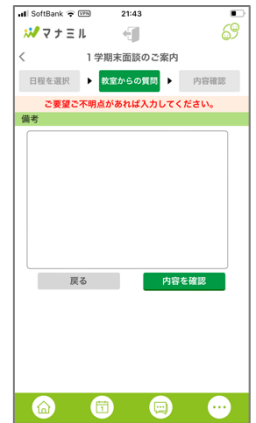 SoftBank VPN 21:43
マナミル
1学期末面談のご案内
日程を選択 ▶ 教室からの質問 ▶ 内容確認
ご要望ご不明点があれば入力してください。
備考
戻る 内容を確認